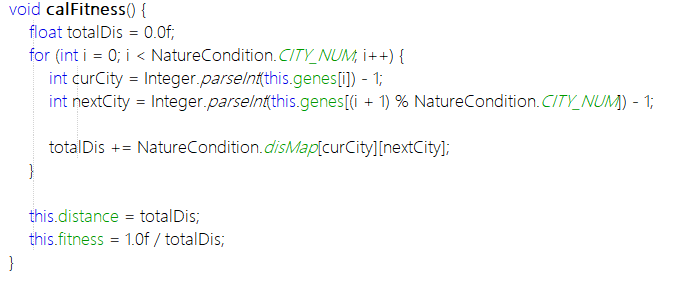 void calFitness() {
float totalDis = 0.0f;
for (int i = 0; i < NatureCondition.CITY_NUM; i++) {
int curCity = Integer.parseInt(this.genes[i]) - 1;
int nextCity = Integer.parseInt(this.genes[(i + 1) % NatureCondition.CITY_NUM]) - 1;
totalDis += NatureCondition.disMap[curCity][nextCity];
}
this.distance = totalDis;
this.fitness = 1.0f / totalDis;
}